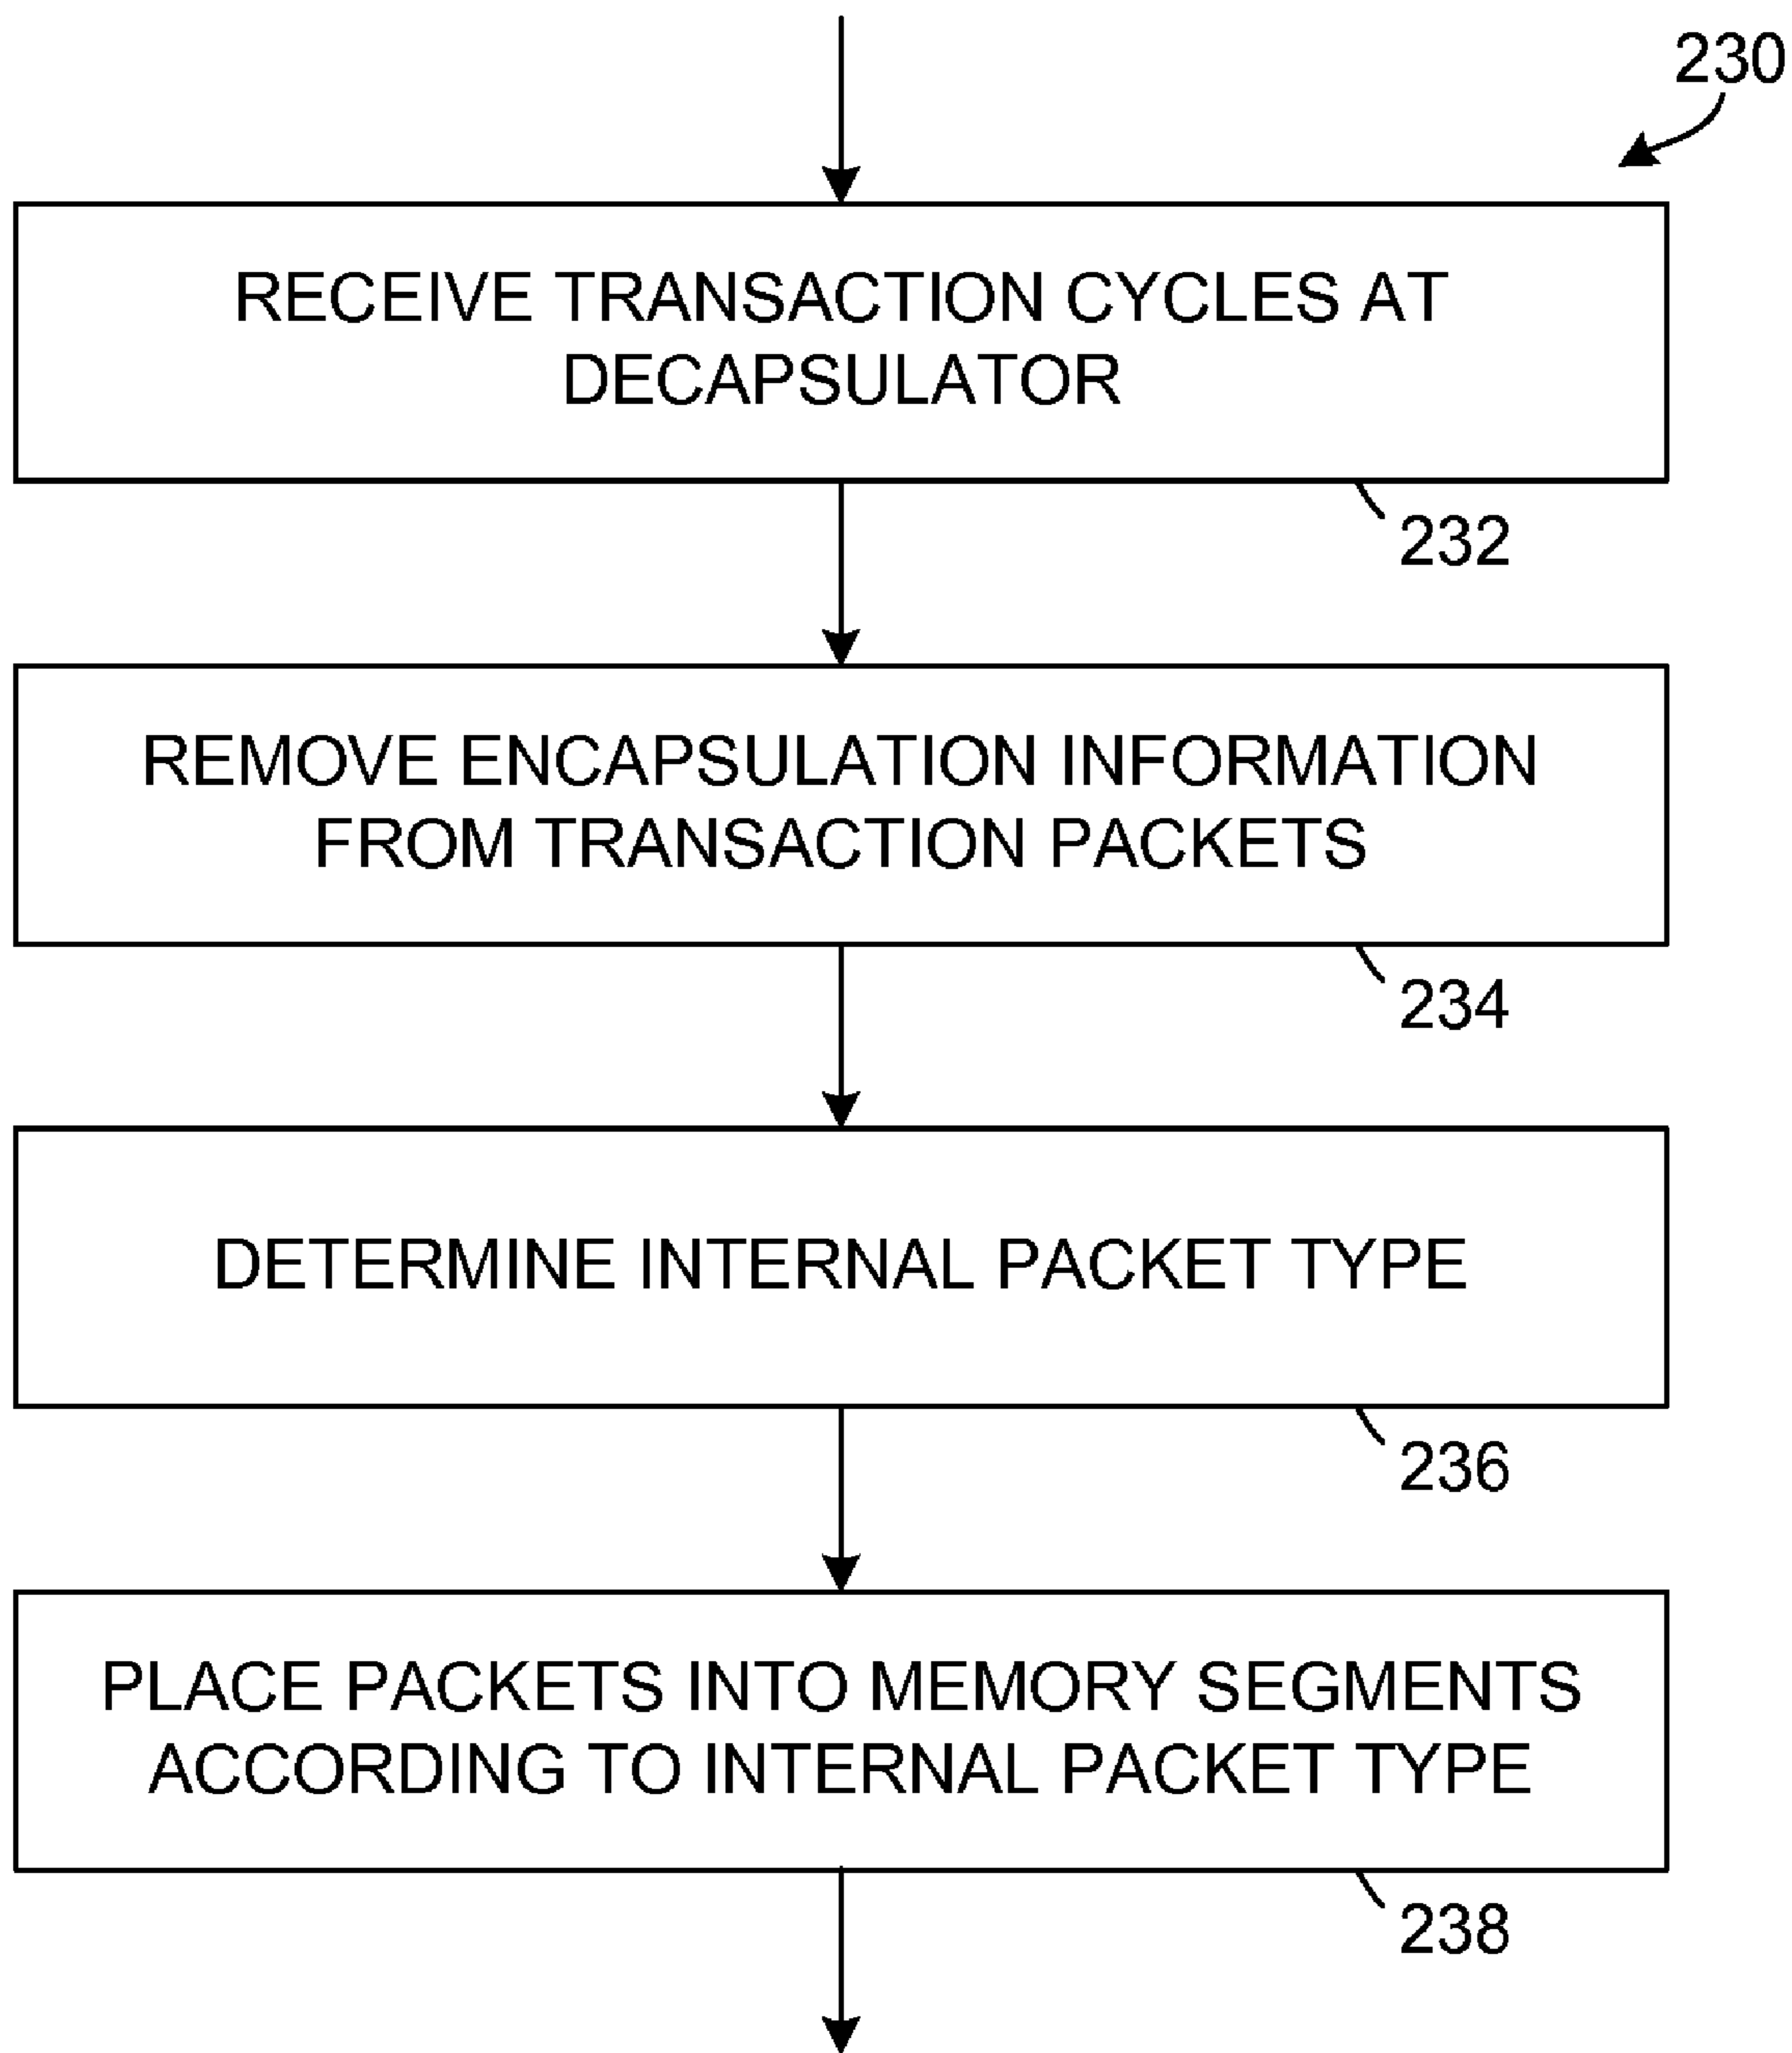 230
RECEIVE TRANSACTION CYCLES AT
DECAPSULATOR
232
REMOVE ENCAPSULATION INFORMATION
FROM TRANSACTION PACKETS
234
DETERMINE INTERNAL PACKET TYPE
236
PLACE PACKETS INTO MEMORY SEGMENTS
ACCORDING TO INTERNAL PACKET TYPE
238